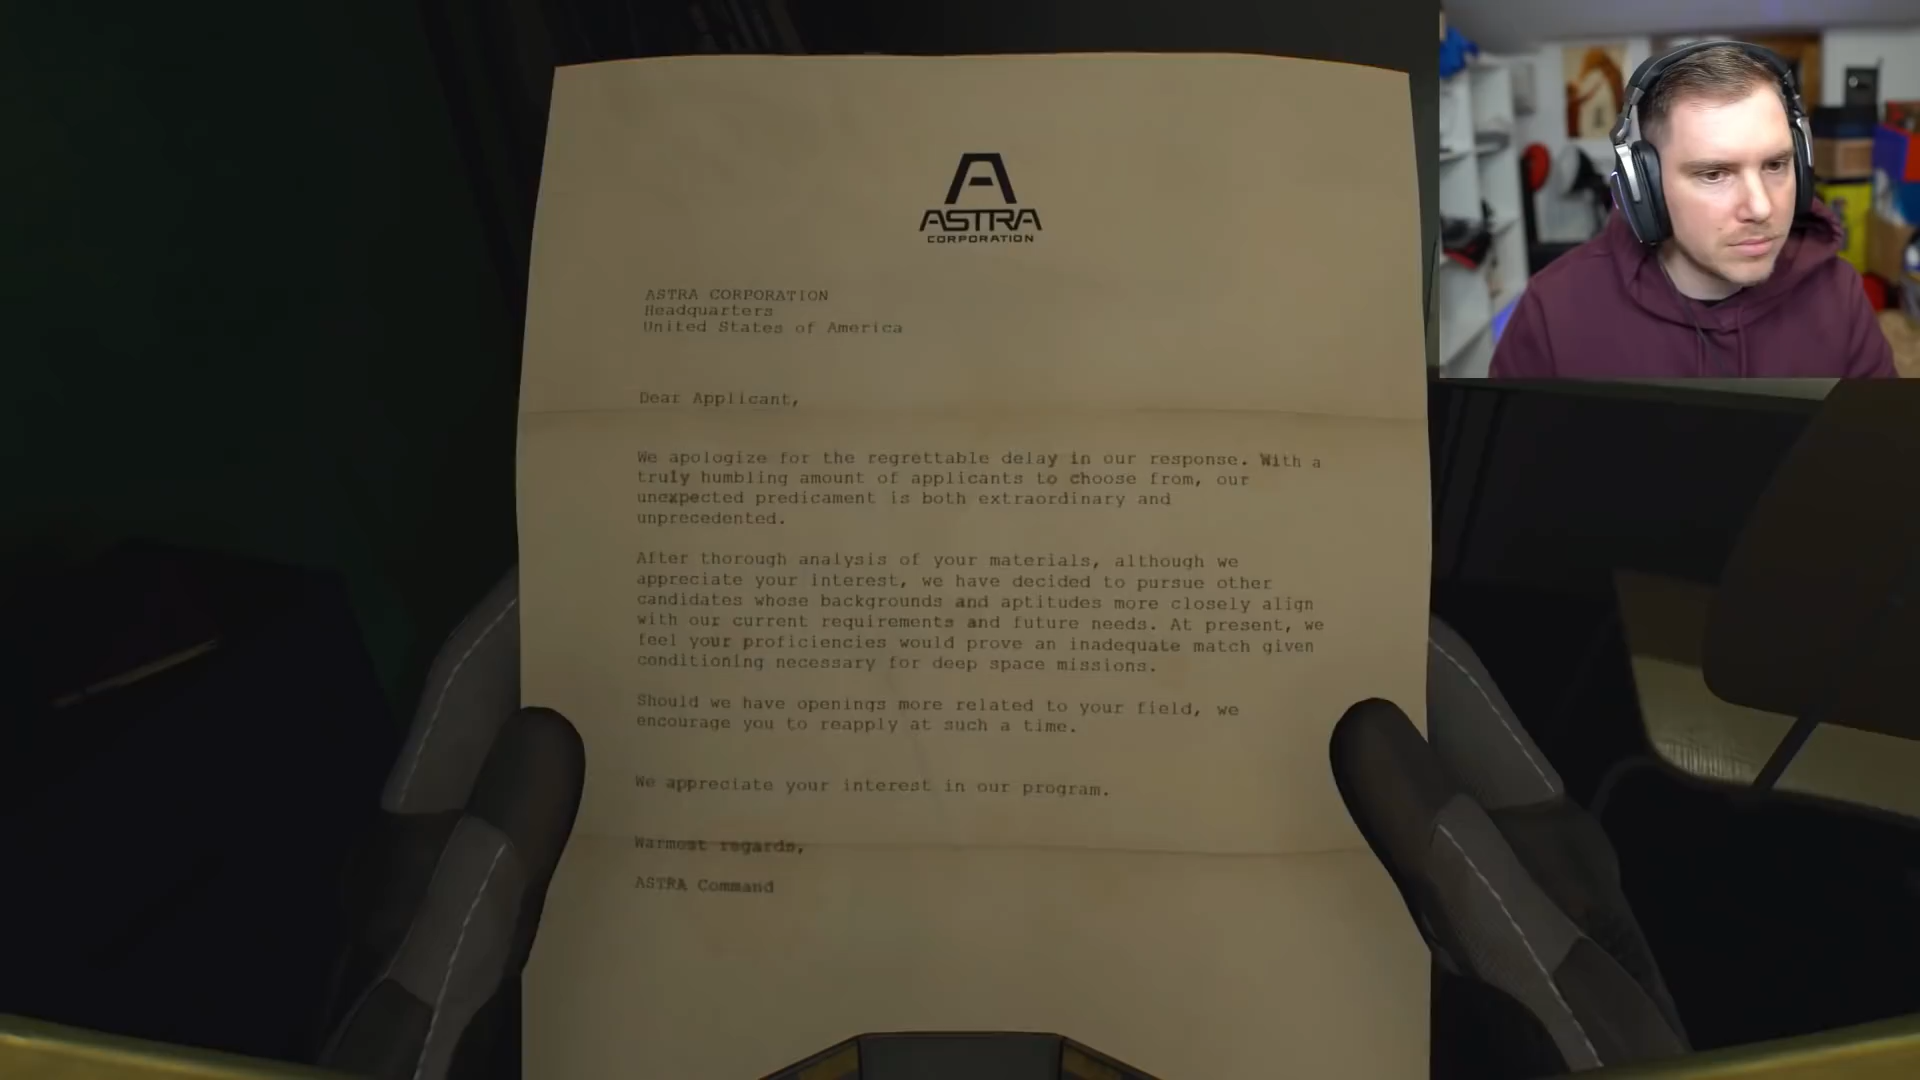 A
ASTRA
CORPORATION
ASTRA CORPORATION
Headquarters
United States of America
Dear Applicant,
We apologize for the regrettable delay in our response. With a
truly humbling amount of applicants to choose from, our
unexpected predicament is both extraordinary and
unprecedented.
After thorough analysis of your materials, although we
appreciate your interest, we have decided to pursue other
candidates whose backgrounds and aptitudes more closely align
with our current requirements and future needs. At present, we
feel your proficiencies would prove an inadequate match given
conditioning necessary for deep space missions.
Should we have openings more related to your field, we
encourage you to reapply at such a time.
We appreciate your interest in our program.
Warmest regards,
ASTRA Command